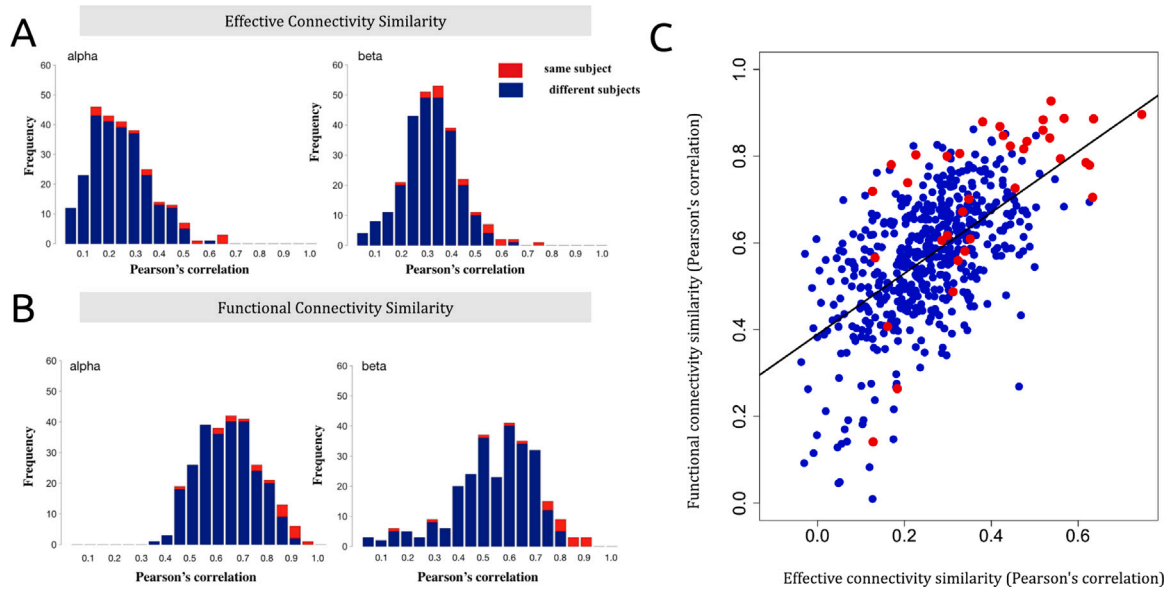 A
Effective Connectivity Similarity
alpha
Frequency
60
50
40
30
20
10
0
0.1 0.2 0.3 0.4 0.5 0.6 0.7 0.8 0.9 1.0
Pearson's correlation
beta
same subject
different subjects
Frequency
60
50
40
30
20
10
0
0.1 0.2 0.3 0.4 0.5 0.6 0.7 0.8 0.9 1.0
Pearson's correlation
B
Functional Connectivity Similarity
alpha
Frequency
60
50
40
30
20
10
0
0.1 0.2 0.3 0.4 0.5 0.6 0.7 0.8 0.9 1.0
Pearson's correlation
beta
Frequency
60
50
40
30
20
10
0
0.1 0.2 0.3 0.4 0.5 0.6 0.7 0.8 0.9 1.0
Pearson's correlation
C
Functional connectivity similarity (Pearson's correlation)
1.0
0.8
0.6
0.4
0.2
0.0
0.0 0.2 0.4 0.6
Effective connectivity similarity (Pearson's correlation)